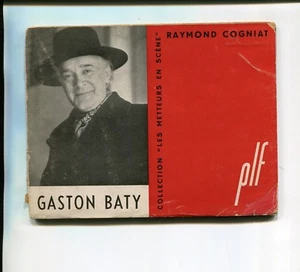 RAYMOND COGNIAT
COLLECTION "LES METTEURS EN SCÈNE"
GASTON BATY
plf